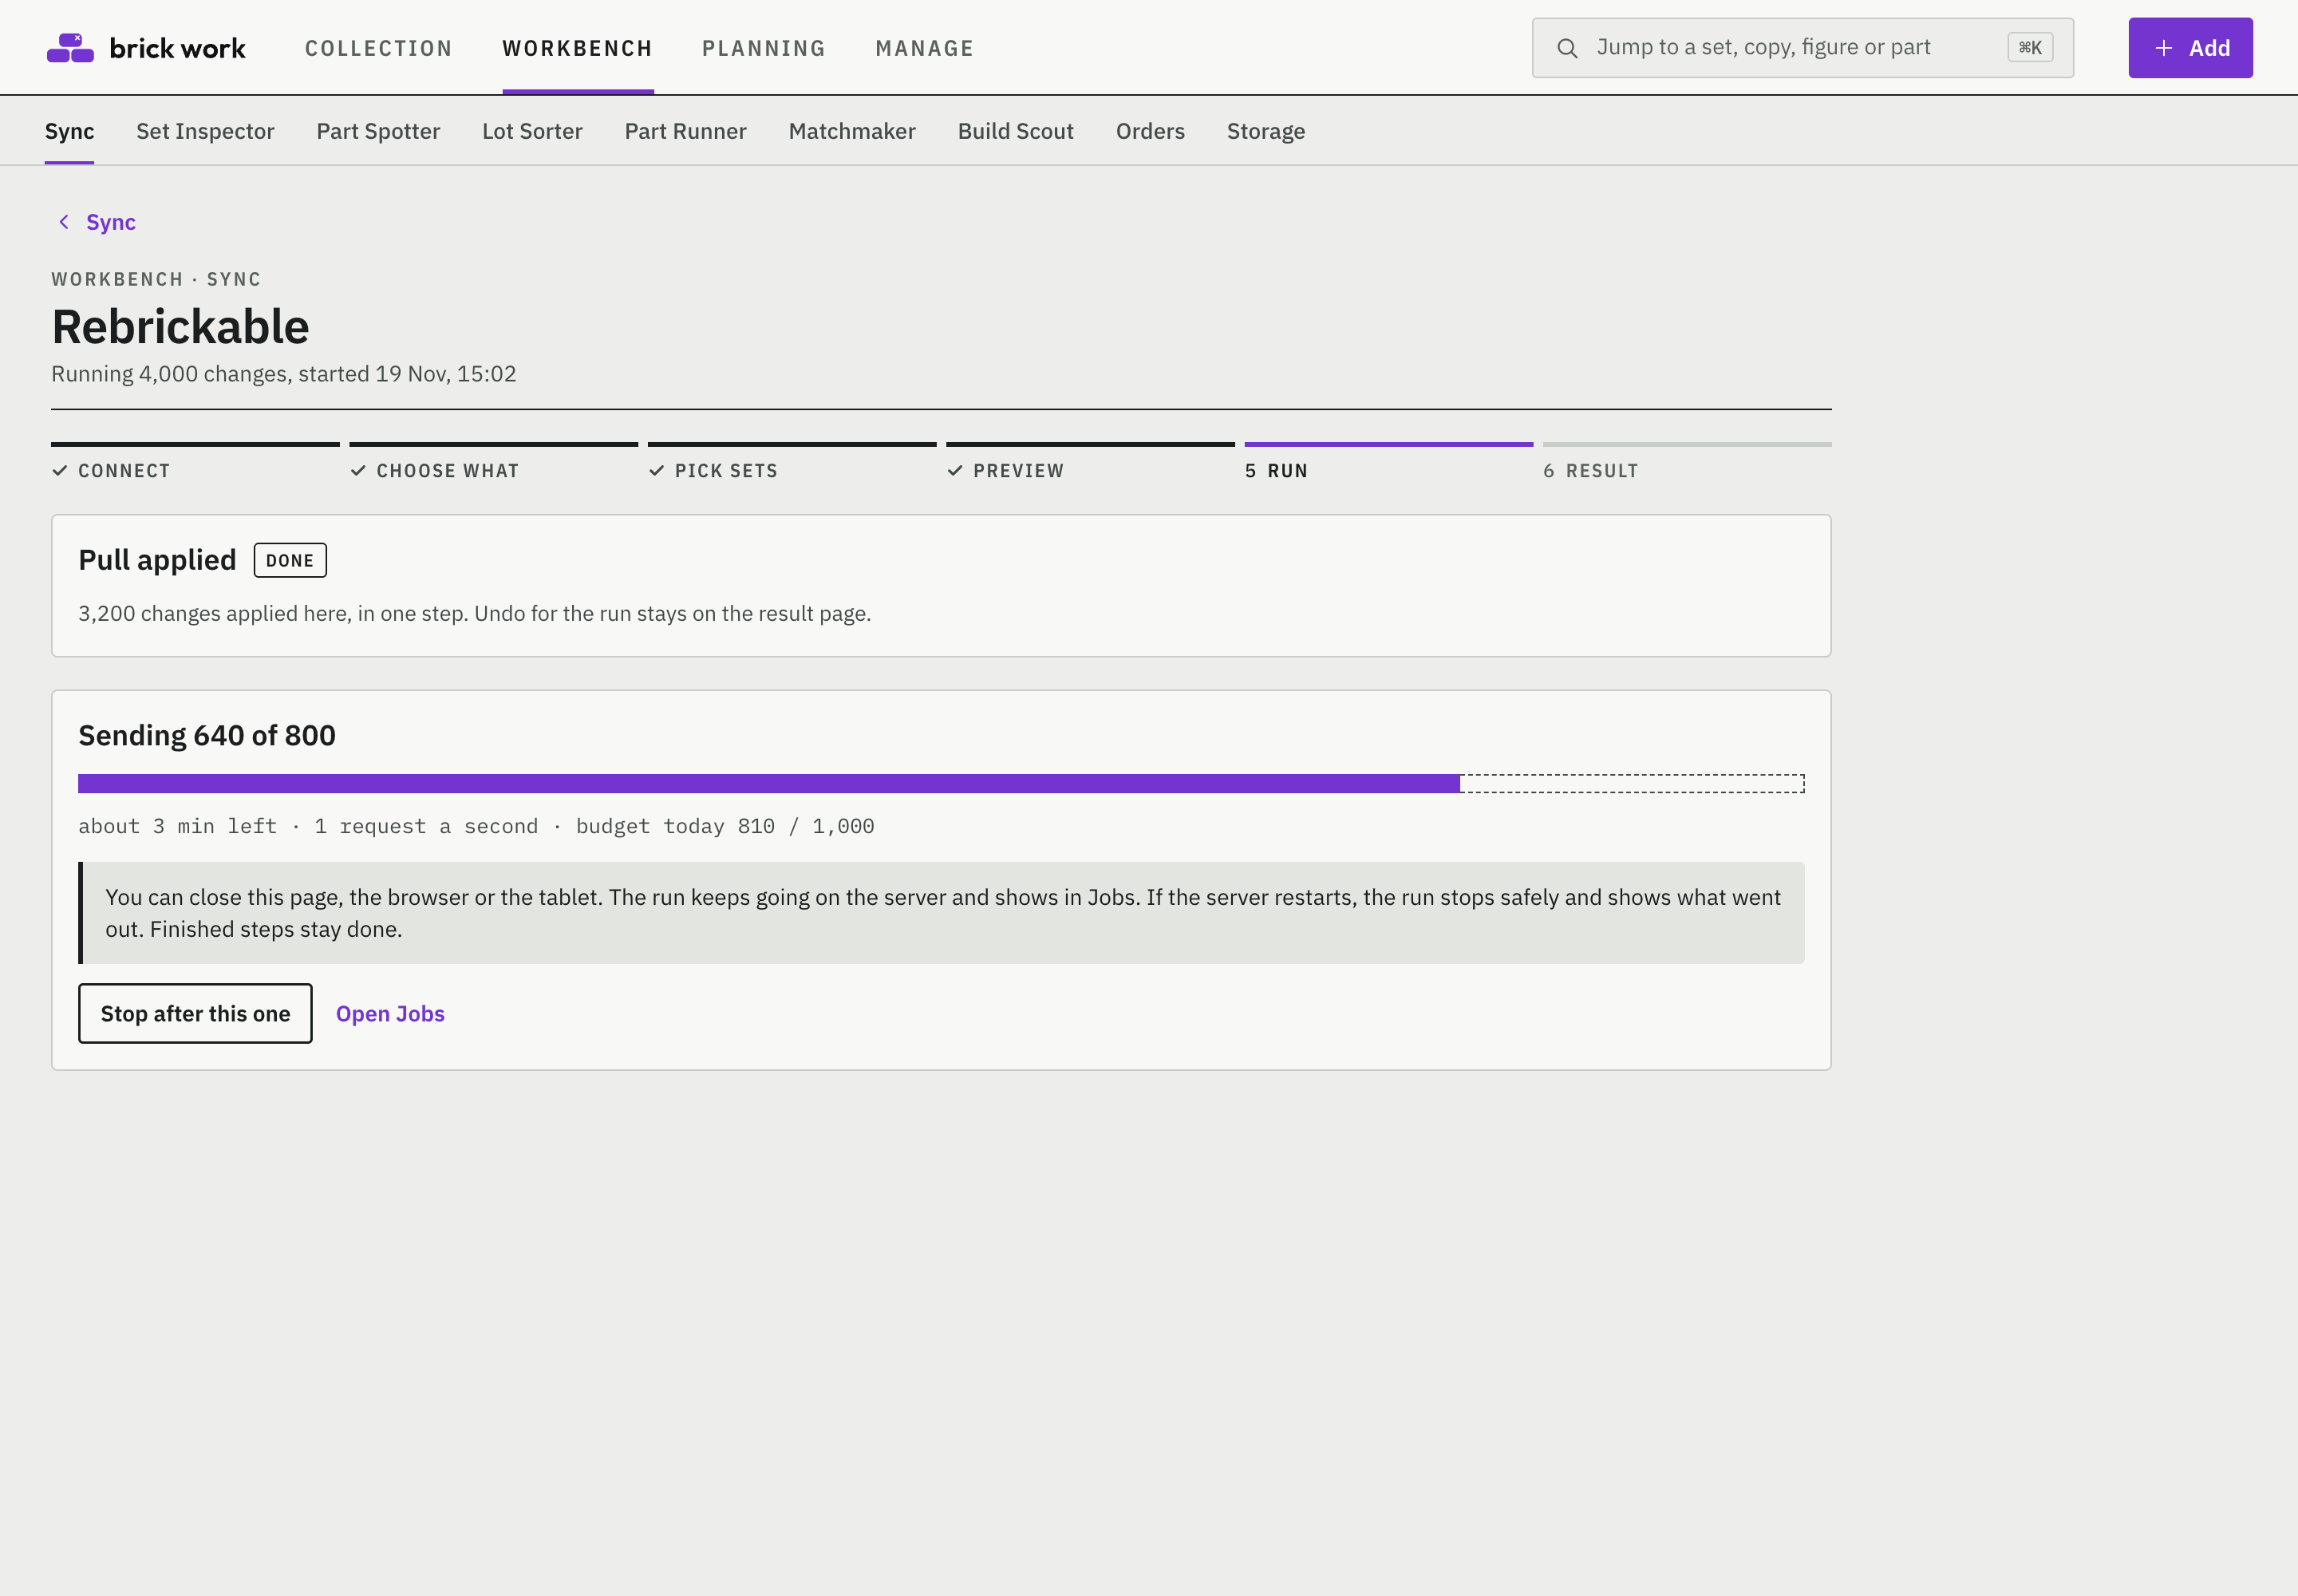 brick work
COLLECTION
WORKBENCH
PLANNING
MANAGE
Jump to a set, copy, figure or part
⌘K
+ Add
Sync
Set Inspector
Part Spotter
Lot Sorter
Part Runner
Matchmaker
Build Scout
Orders
Storage
Sync
WORKBENCH · SYNC
Rebrickable
Running 4,000 changes, started 19 Nov, 15:02
CONNECT
CHOOSE WHAT
PICK SETS
PREVIEW
5 RUN
6 RESULT
Pull applied
DONE
3,200 changes applied here, in one step. Undo for the run stays on the result page.
Sending 640 of 800
about 3 min left · 1 request a second · budget today 810 / 1,000
You can close this page, the browser or the tablet. The run keeps going on the server and shows in Jobs. If the server restarts, the run stops safely and shows what went
out. Finished steps stay done.
Stop after this one
Open Jobs